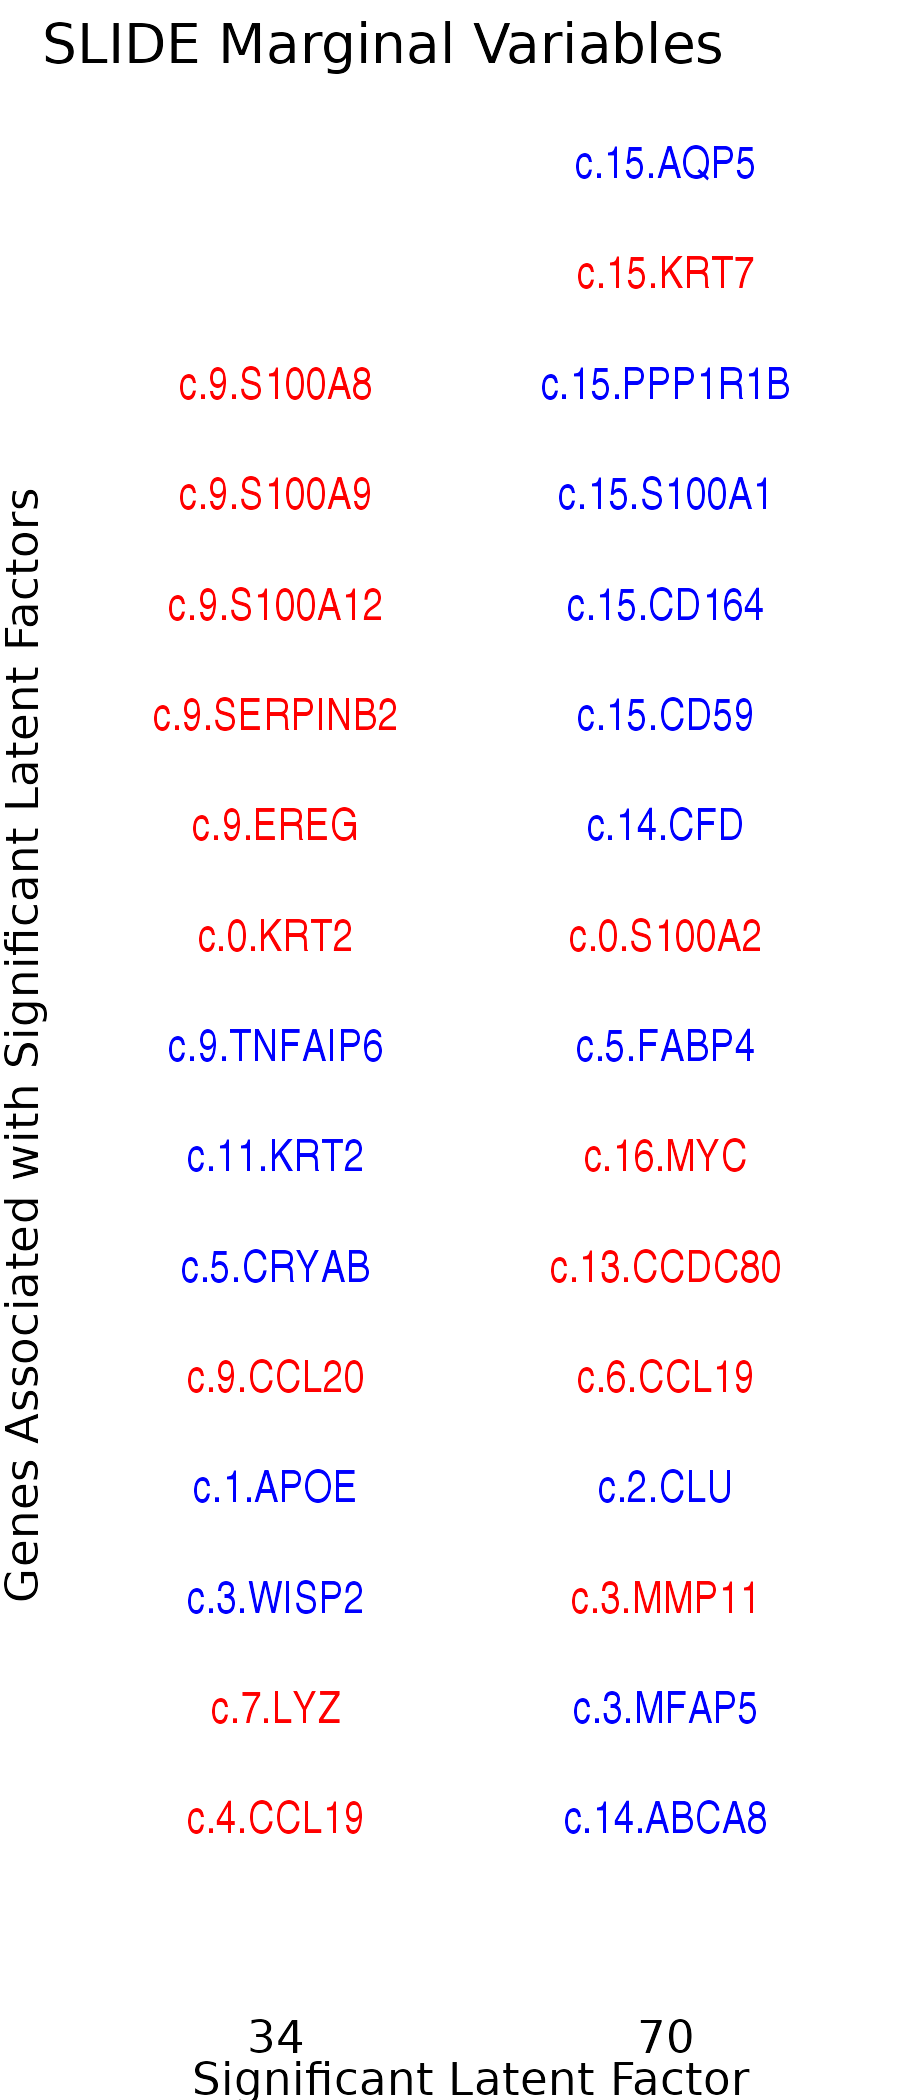 SLIDE Marginal Variables
c.15.AQP5
c.15.KRT7
c.9.S100A8 c.15.PPP1R1B
c.9.S100A9 c.15.S100A1
c.9.S100A12 c.15.CD164
c.9.SERPINB2 c.15.CD59
c.9.EREG c.14.CFD
c.0.KRT2 c.0.S100A2
c.9.TNFAIP6 c.5.FABP4
c.11.KRT2 c.16.MYC
c.5.CRYAB c.13.CCDC80
c.9.CCL20 c.6.CCL19
c.1.APOE c.2.CLU
c.3.WISP2 c.3.MMP11
c.7.LYZ c.3.MFAP5
c.4.CCL19 c.14.ABCA8
Genes Associated with Significant Latent Factors
34 70
Significant Latent Factor